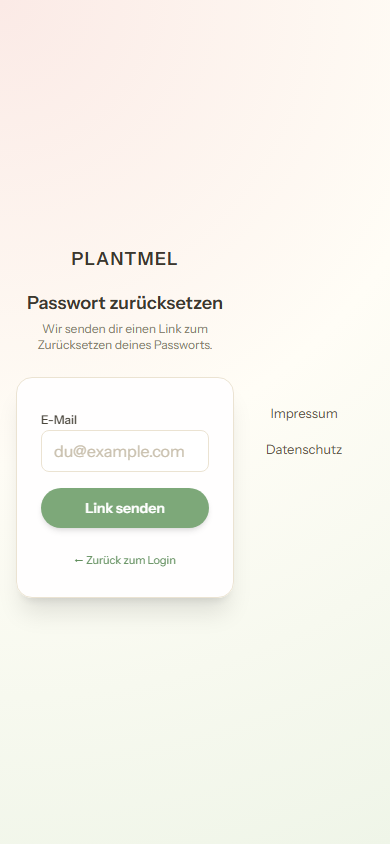 PLANTMEL
Passwort zurücksetzen
Wir senden dir einen Link zum
Zurücksetzen deines Passworts.
E-Mail
du@example.com
Link senden
← Zurück zum Login
Impressum
Datenschutz